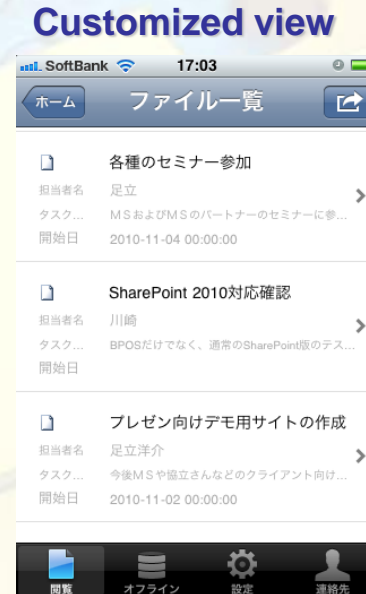 Customized view
SoftBank 17:03
ホーム ファイル一覧
各種のセミナー参加
担当者名 足立
タスク... MSおよびMSのパートナーのセミナーに参...
開始日 2010-11-04 00:00:00
SharePoint 2010対応確認
担当者名 川崎
タスク... BPOSだけでなく、通常のSharePoint版のテス...
開始日
プレゼン向けデモ用サイトの作成
担当者名 足立洋介
タスク... 今後MSや協立さんなどのクライアント向け...
開始日 2010-11-02 00:00:00
閲覧 オフライン 設定 連絡先